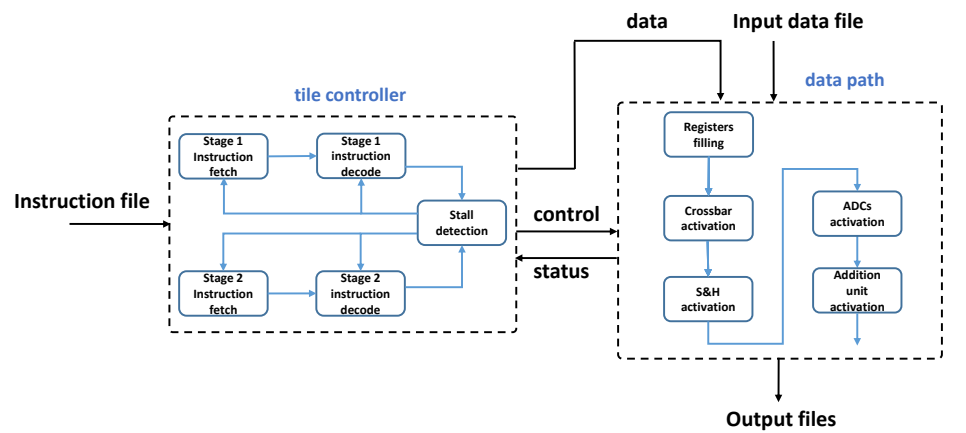 data
Input data file
tile controller
data path
Stage 1
Instruction
fetch
Stage 1
instruction
decode
Registers
filling
Instruction file
Stall
detection
control
status
Crossbar
activation
ADCs
activation
Stage 2
Instruction
fetch
Stage 2
instruction
decode
S&H
activation
Addition
unit
activation
Output files